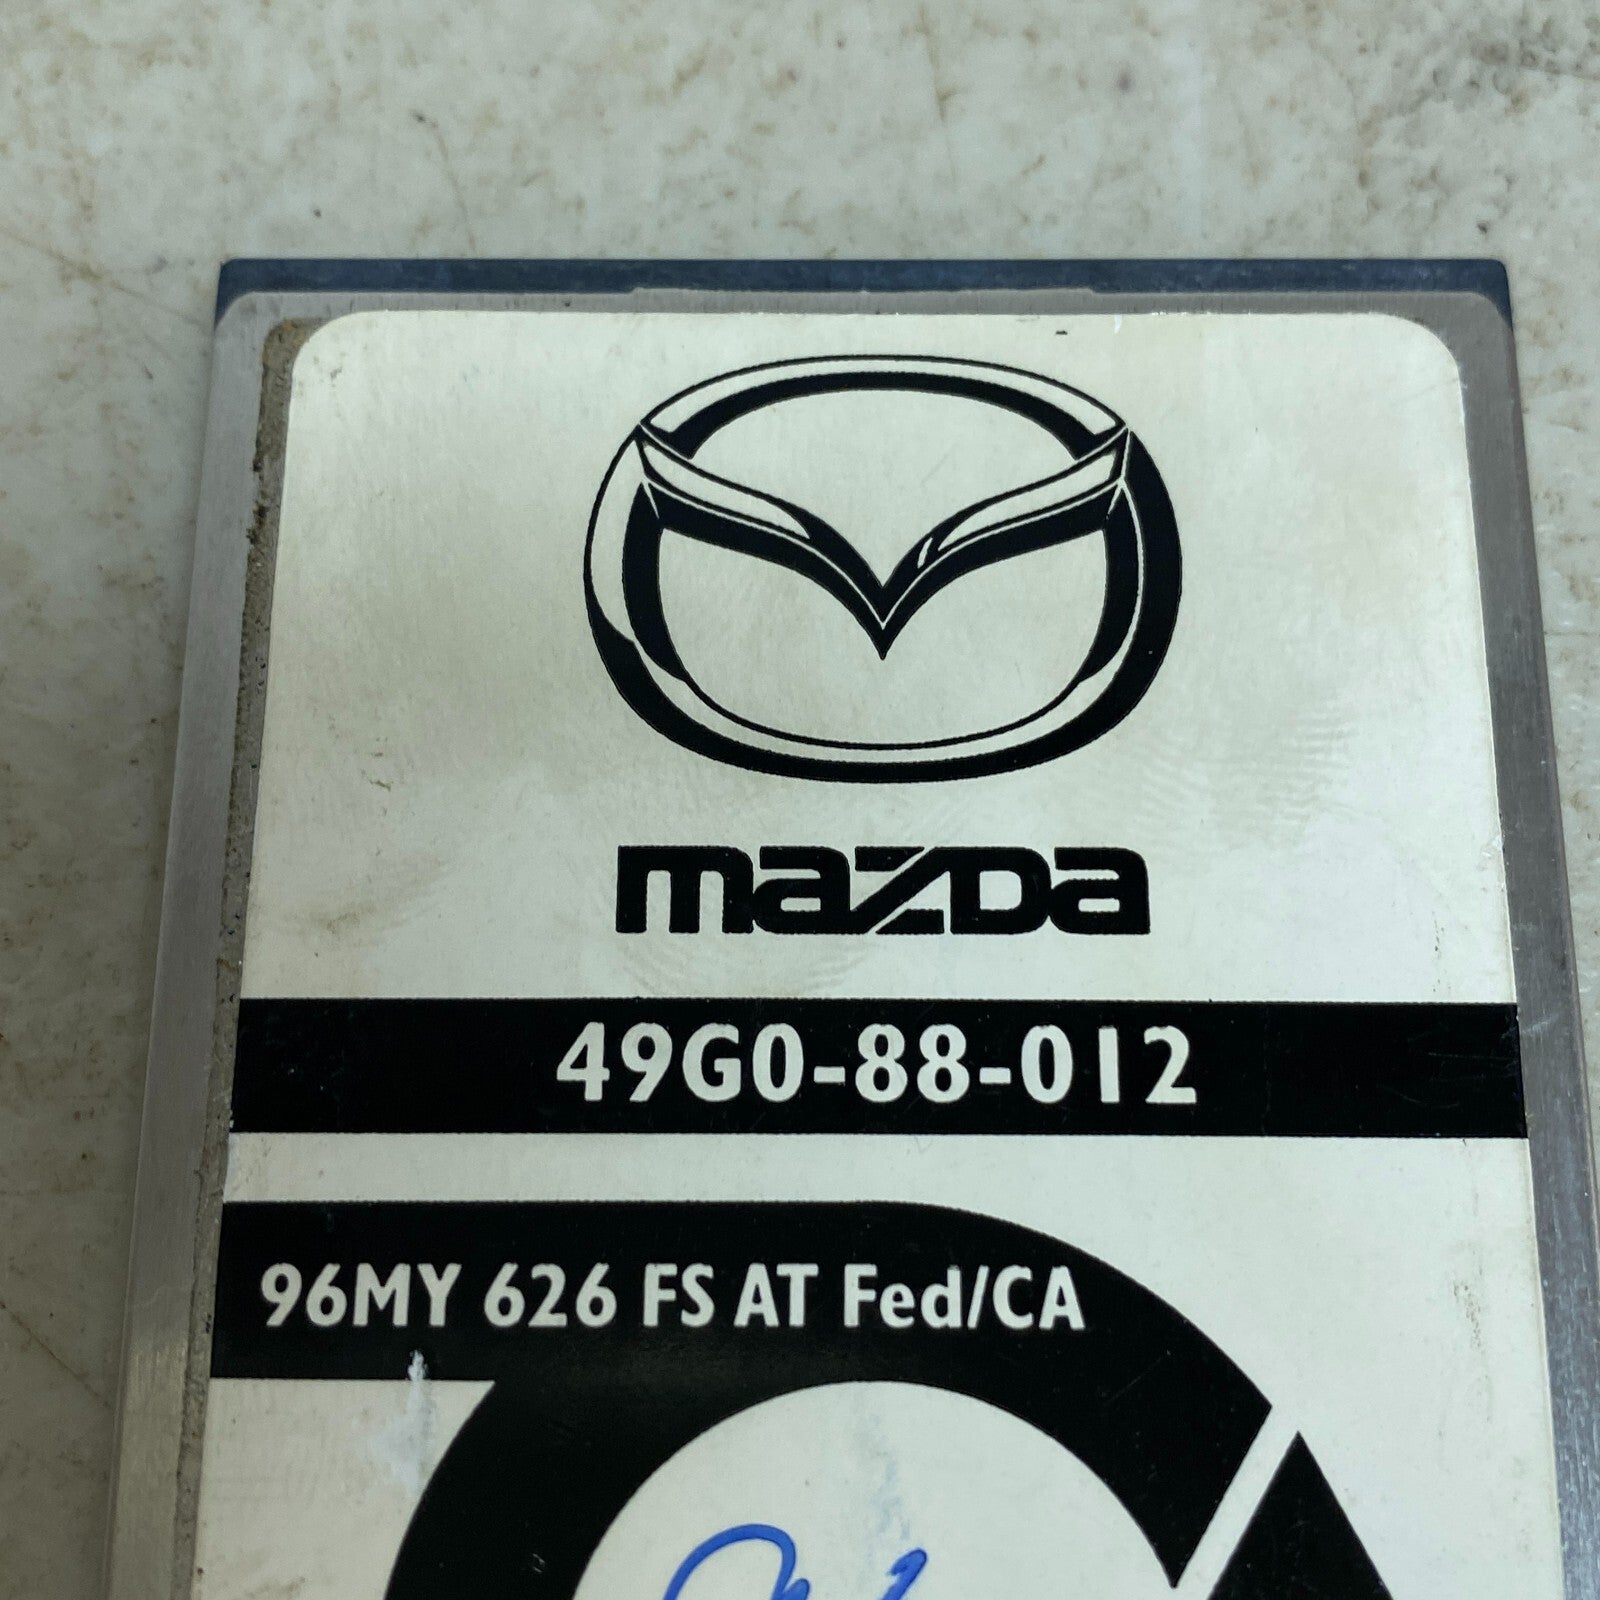 mazda
49G0-88-012
96MY 626 FS AT Fed/CA